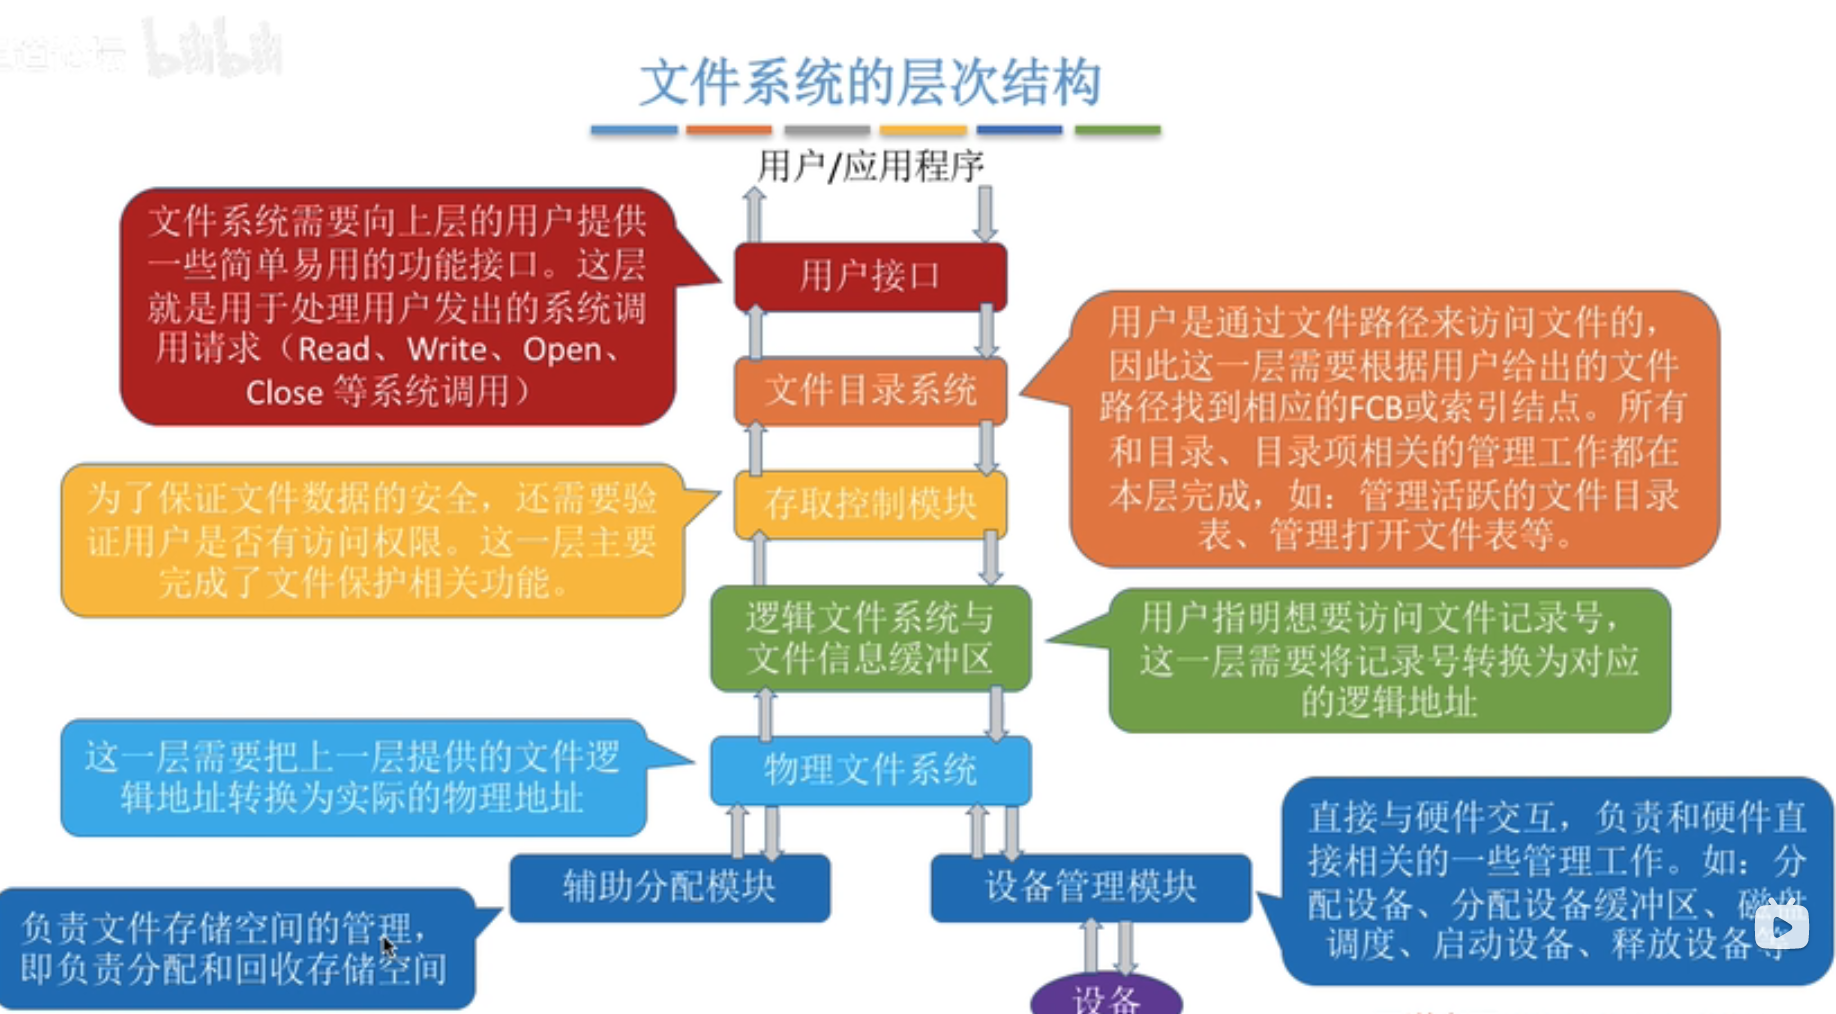 bilibili
文件系统的层次结构
用户/应用程序
文件系统需要向上层的用户提供
一些简单易用的功能接口。这层
就是用于处理用户发出的系统调
用请求（Read、Write、Open、
Close 等系统调用）
用户接口
用户是通过文件路径来访问文件的，
因此这一层需要根据用户给出的文件
路径找到相应的FCB或索引结点。所有
和目录、目录项相关的管理工作都在
本层完成，如：管理活跃的文件目录
表、管理打开文件表等。
文件目录系统
为了保证文件数据的安全，还需要验
证用户是否有访问权限。这一层主要
完成了文件保护相关功能。
存取控制模块
逻辑文件系统与
文件信息缓冲区
用户指明想要访问文件记录号，
这一层需要将记录号转换为对应
的逻辑地址
这一层需要把上一层提供的文件逻
辑地址转换为实际的物理地址
物理文件系统
辅助分配模块
设备管理模块
直接与硬件交互，负责和硬件直
接相关的一些管理工作。如：分
配设备、分配设备缓冲区、磁盘
调度、启动设备、释放设备等
负责文件存储空间的管理，
即负责分配和回收存储空间
设备